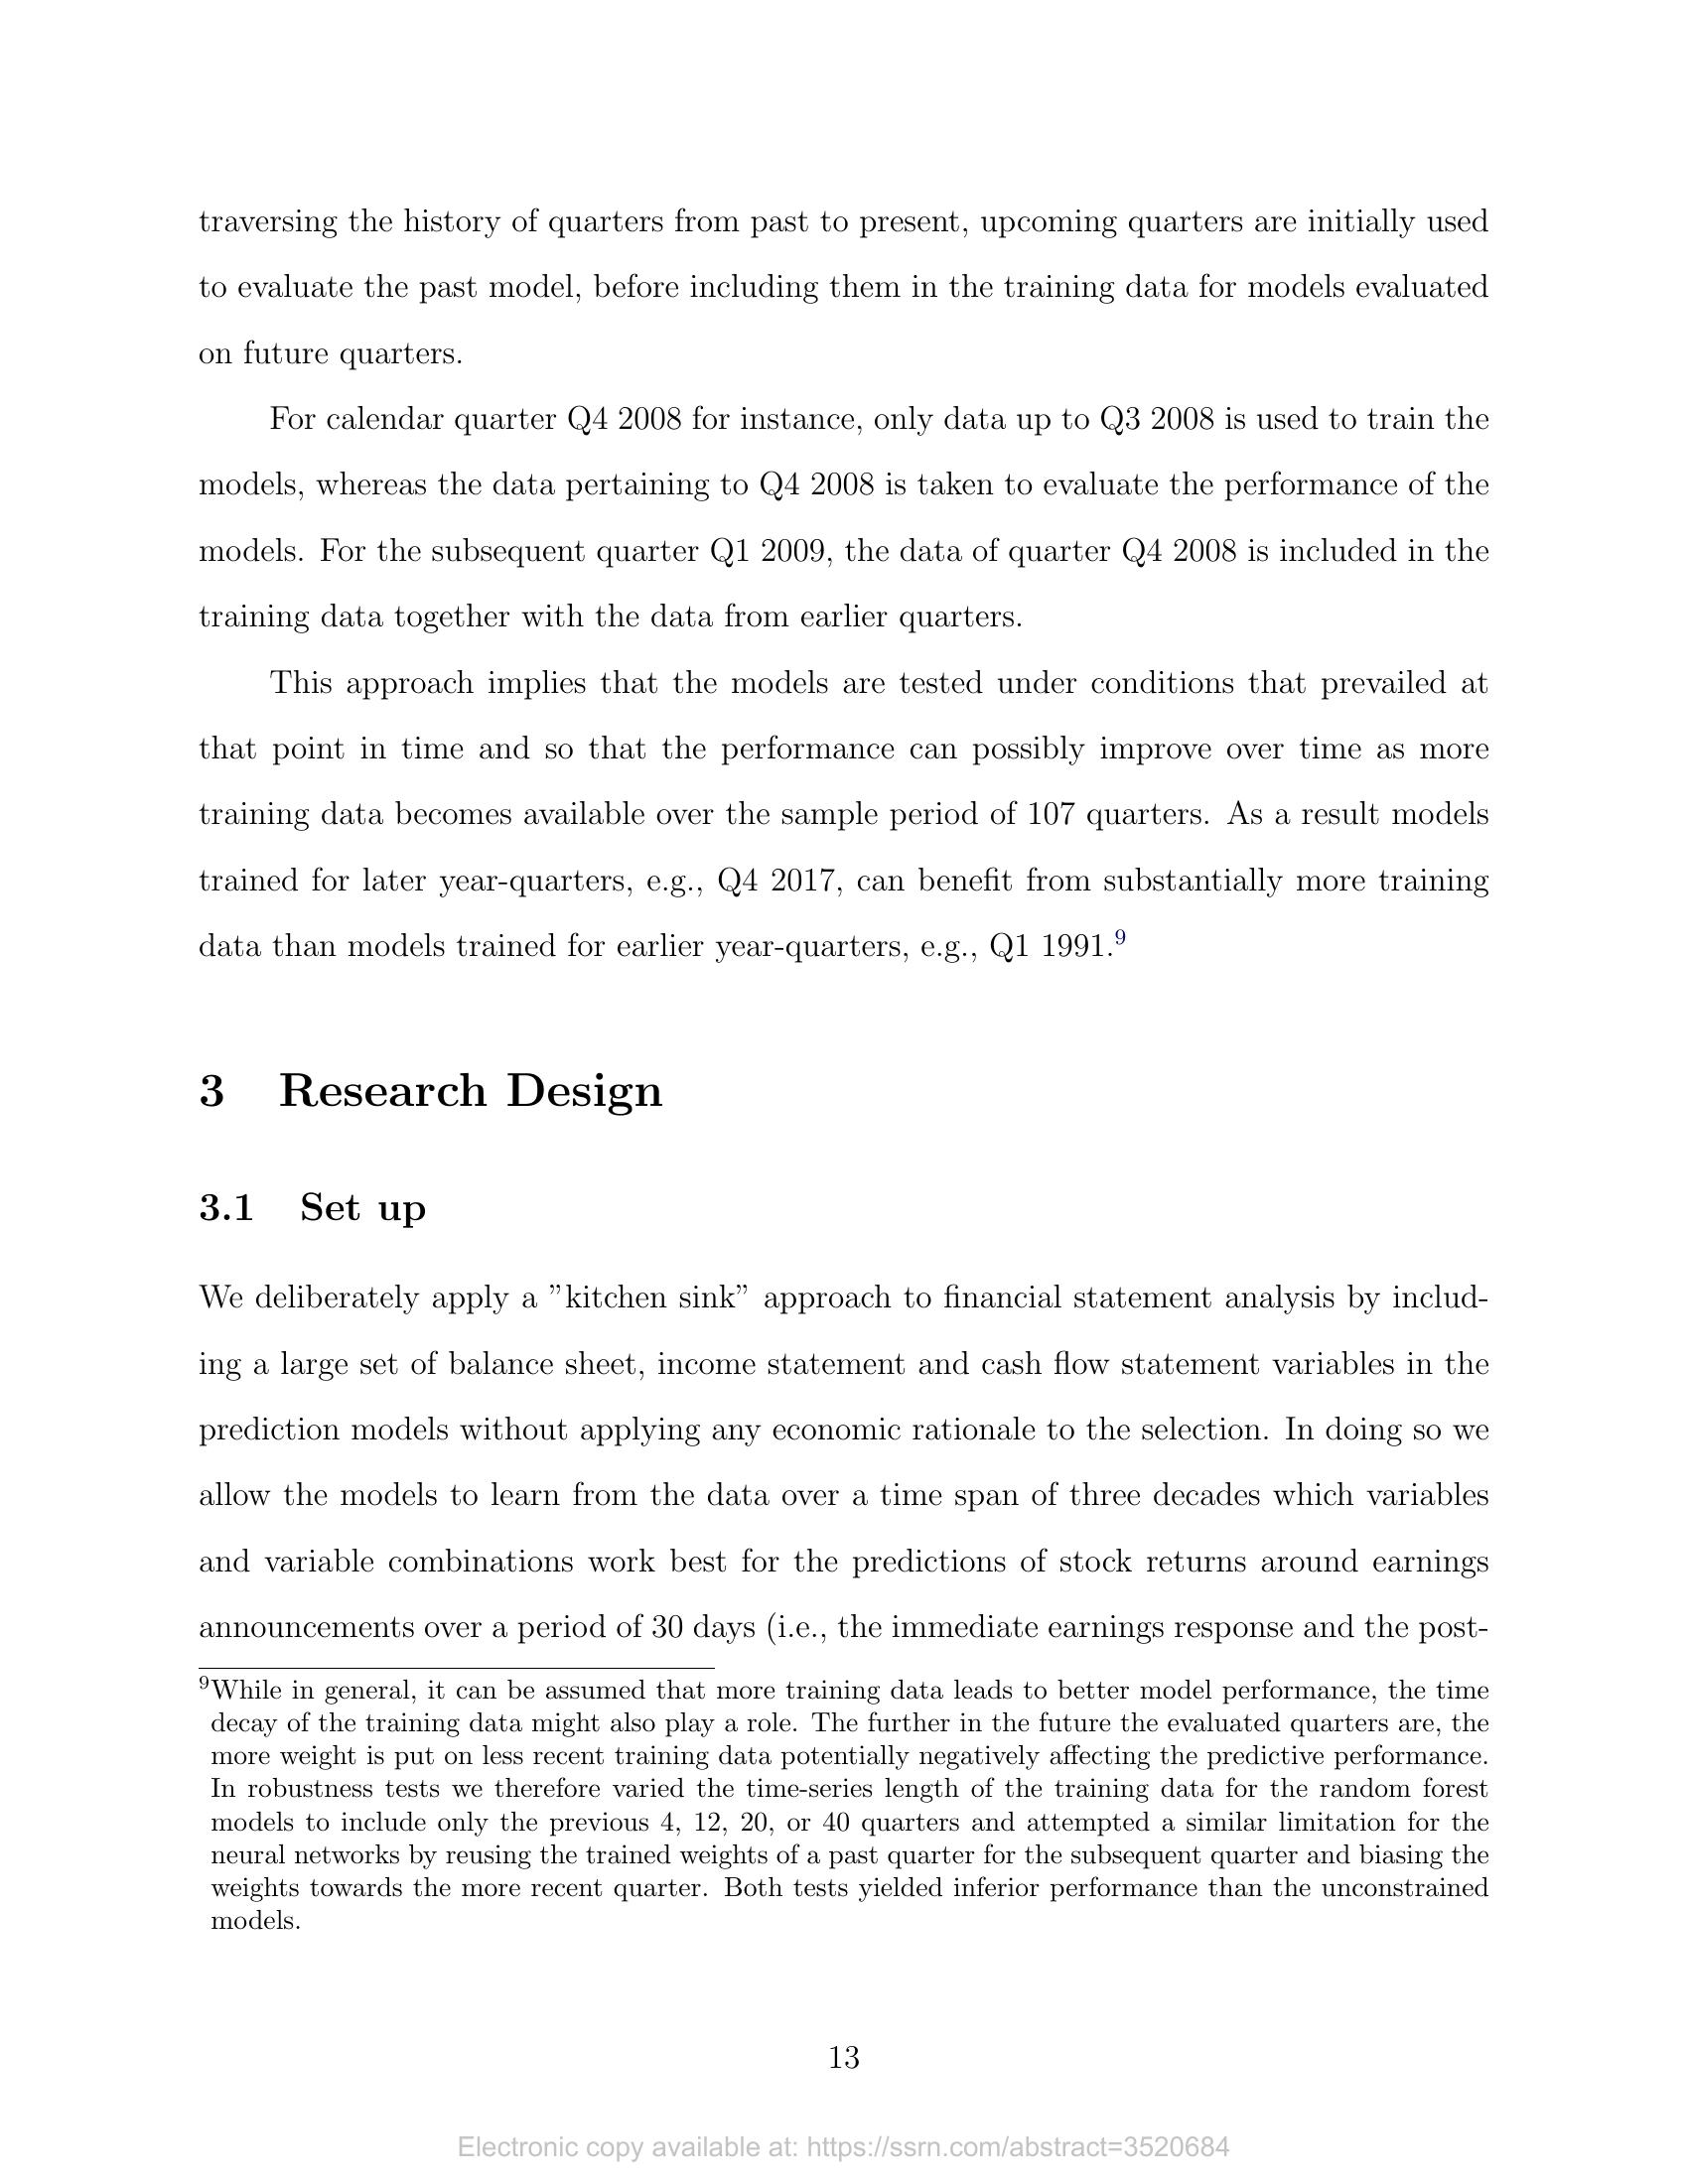 traversing the history of quarters from past to present, upcoming quarters are initially used
to evaluate the past model, before including them in the training data for models evaluated
on future quarters.
For calendar quarter Q4 2008 for instance, only data up to Q3 2008 is used to train the
models, whereas the data pertaining to Q4 2008 is taken to evaluate the performance of the
models. For the subsequent quarter Q1 2009, the data of quarter Q4 2008 is included in the
training data together with the data from earlier quarters.
This approach implies that the models are tested under conditions that prevailed at
that point in time and so that the performance can possibly improve over time as more
training data becomes available over the sample period of 107 quarters. As a result models
trained for later year-quarters, e.g., Q4 2017, can benefit from substantially more training
data than models trained for earlier year-quarters, e.g., Q1 1991.⁹
3 Research Design
3.1 Set up
We deliberately apply a ”kitchen sink” approach to financial statement analysis by includ-
ing a large set of balance sheet, income statement and cash flow statement variables in the
prediction models without applying any economic rationale to the selection. In doing so we
allow the models to learn from the data over a time span of three decades which variables
and variable combinations work best for the predictions of stock returns around earnings
announcements over a period of 30 days (i.e., the immediate earnings response and the post-
⁹While in general, it can be assumed that more training data leads to better model performance, the time
decay of the training data might also play a role. The further in the future the evaluated quarters are, the
more weight is put on less recent training data potentially negatively affecting the predictive performance.
In robustness tests we therefore varied the time-series length of the training data for the random forest
models to include only the previous 4, 12, 20, or 40 quarters and attempted a similar limitation for the
neural networks by reusing the trained weights of a past quarter for the subsequent quarter and biasing the
weights towards the more recent quarter. Both tests yielded inferior performance than the unconstrained
models.
13
Electronic copy available at: https://ssrn.com/abstract=3520684